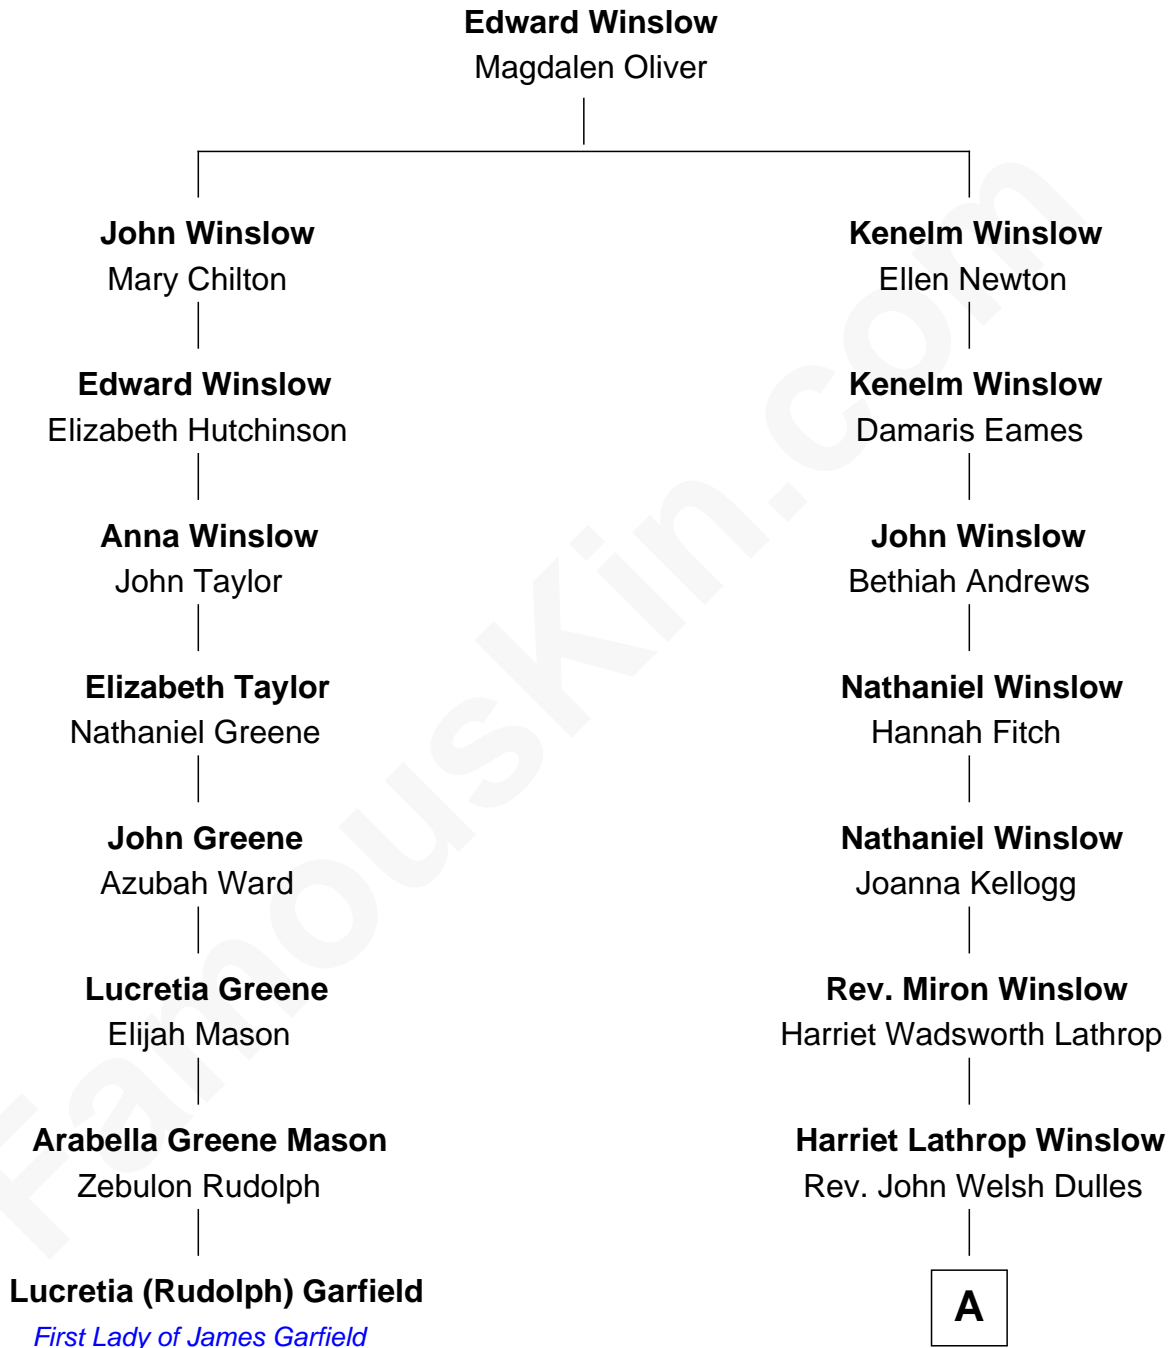 Edward Winslow
Magdalen Oliver
John Winslow
Mary Chilton
Kenelm Winslow
Ellen Newton
Edward Winslow
Elizabeth Hutchinson
Kenelm Winslow
Damaris Eames
Anna Winslow
John Taylor
John Winslow
Bethiah Andrews
Elizabeth Taylor
Nathaniel Greene
Nathaniel Winslow
Hannah Fitch
John Greene
Azubah Ward
Nathaniel Winslow
Joanna Kellogg
Lucretia Greene
Elijah Mason
Rev. Miron Winslow
Harriet Wadsworth Lathrop
Arabella Greene Mason
Zebulon Rudolph
Harriet Lathrop Winslow
Rev. John Welsh Dulles
Lucretia (Rudolph) Garfield
First Lady of James Garfield
A
FamousKin.com